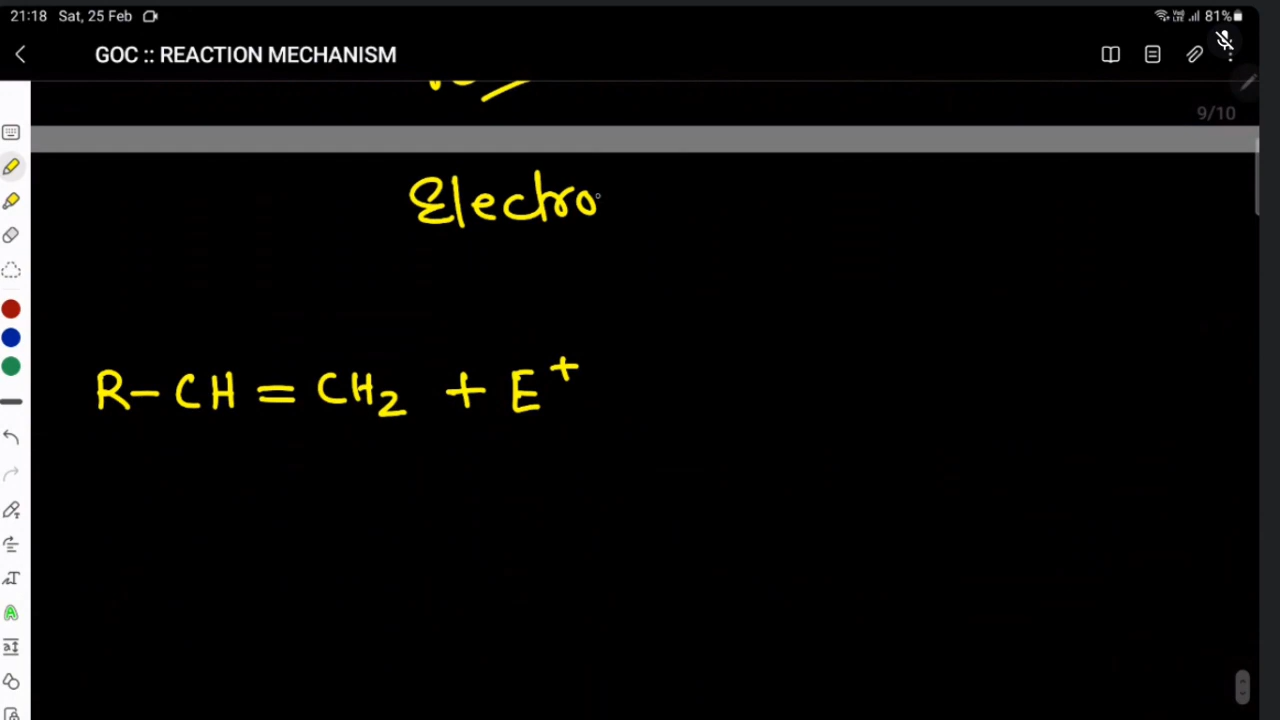 21:18 Sat, 25 Feb 81%
GOC :: REACTION MECHANISM
9/10
Electro
R-CH=CH₂ + E⁺